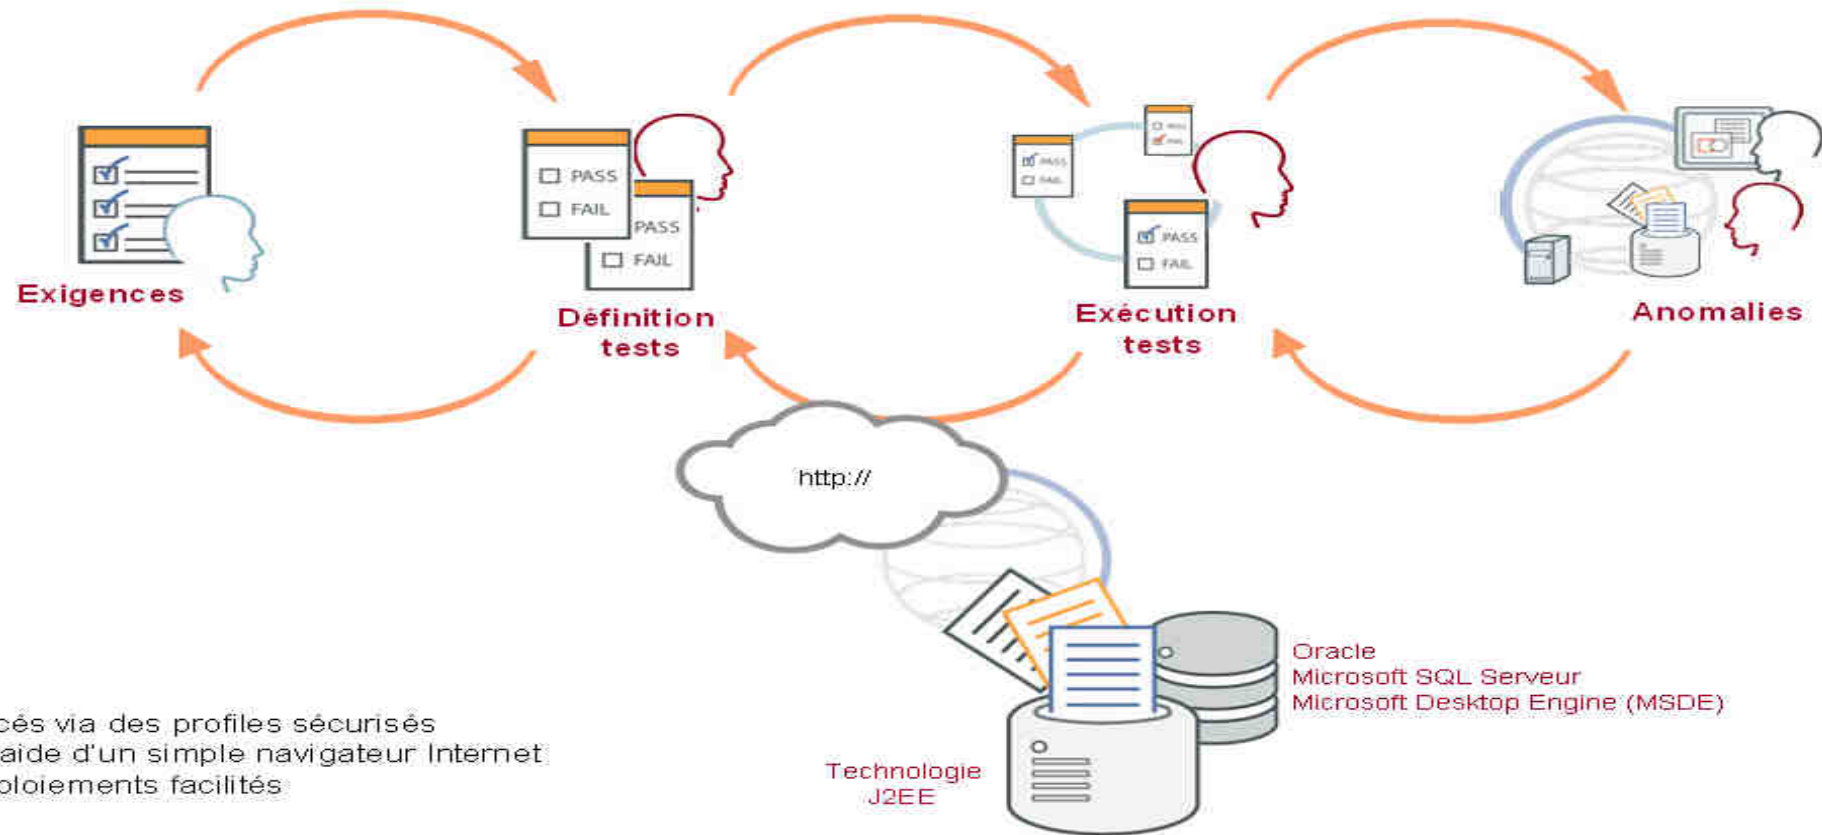 PASS
FAIL
PASS
FAIL
PASS
FAIL
PASS
FAIL
PASS
FAIL
Exigences
Définition
tests
Exécution
tests
Anomalies
http://
Oracle
Microsoft SQL Serveur
Microsoft Desktop Engine (MSDE)
Technologie
J2EE
cés via des profiles sécurisés
aide d'un simple navigateur Internet
ploiements facilités